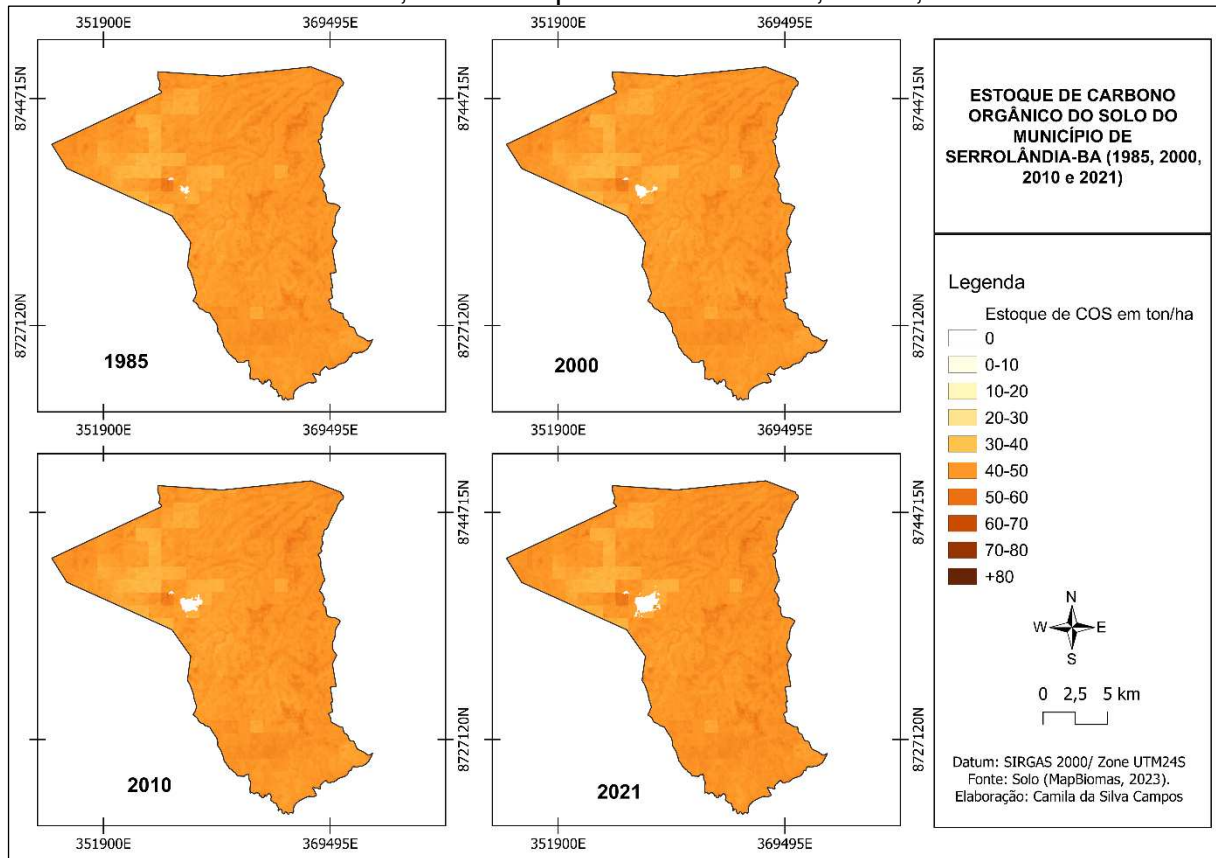 351900E 369495E
351900E 369495E
8744715N
8727120N
8744715N
8727120N
1985
2000
351900E 369495E
351900E 369495E
8744715N
8727120N
8744715N
8727120N
2010
2021
351900E 369495E
351900E 369495E
ESTOQUE DE CARBONO
ORGÂNICO DO SOLO DO
MUNICÍPIO DE
SERROLÂNDIA-BA (1985, 2000,
2010 e 2021)
Legenda
Estoque de COS em ton/ha
0
0-10
10-20
20-30
30-40
40-50
50-60
60-70
70-80
+80
N
W E
S
0 2,5 5 km
Datum: SIRGAS 2000/ Zone UTM24S
Fonte: Solo (MapBiomas, 2023).
Elaboração: Camila da Silva Campos